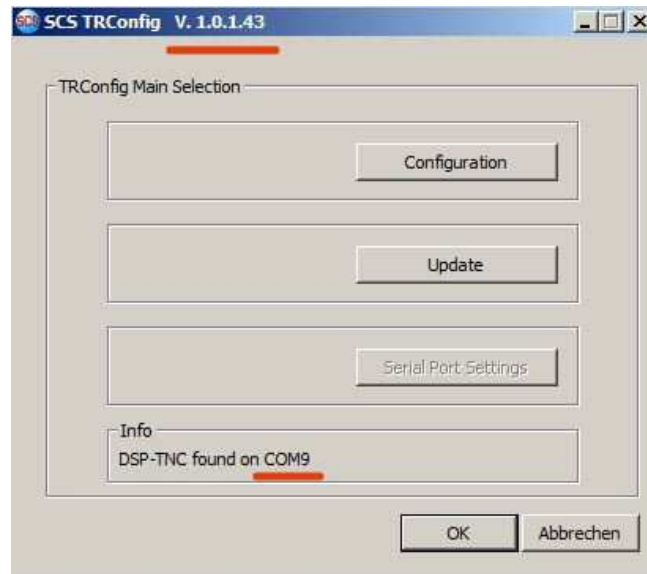 SCS TRConfig V. 1.0.1.43
TRConfig Main Selection
Configuration
Update
Serial Port Settings
Info
DSP-TNC found on COM9
OK Abbrechen